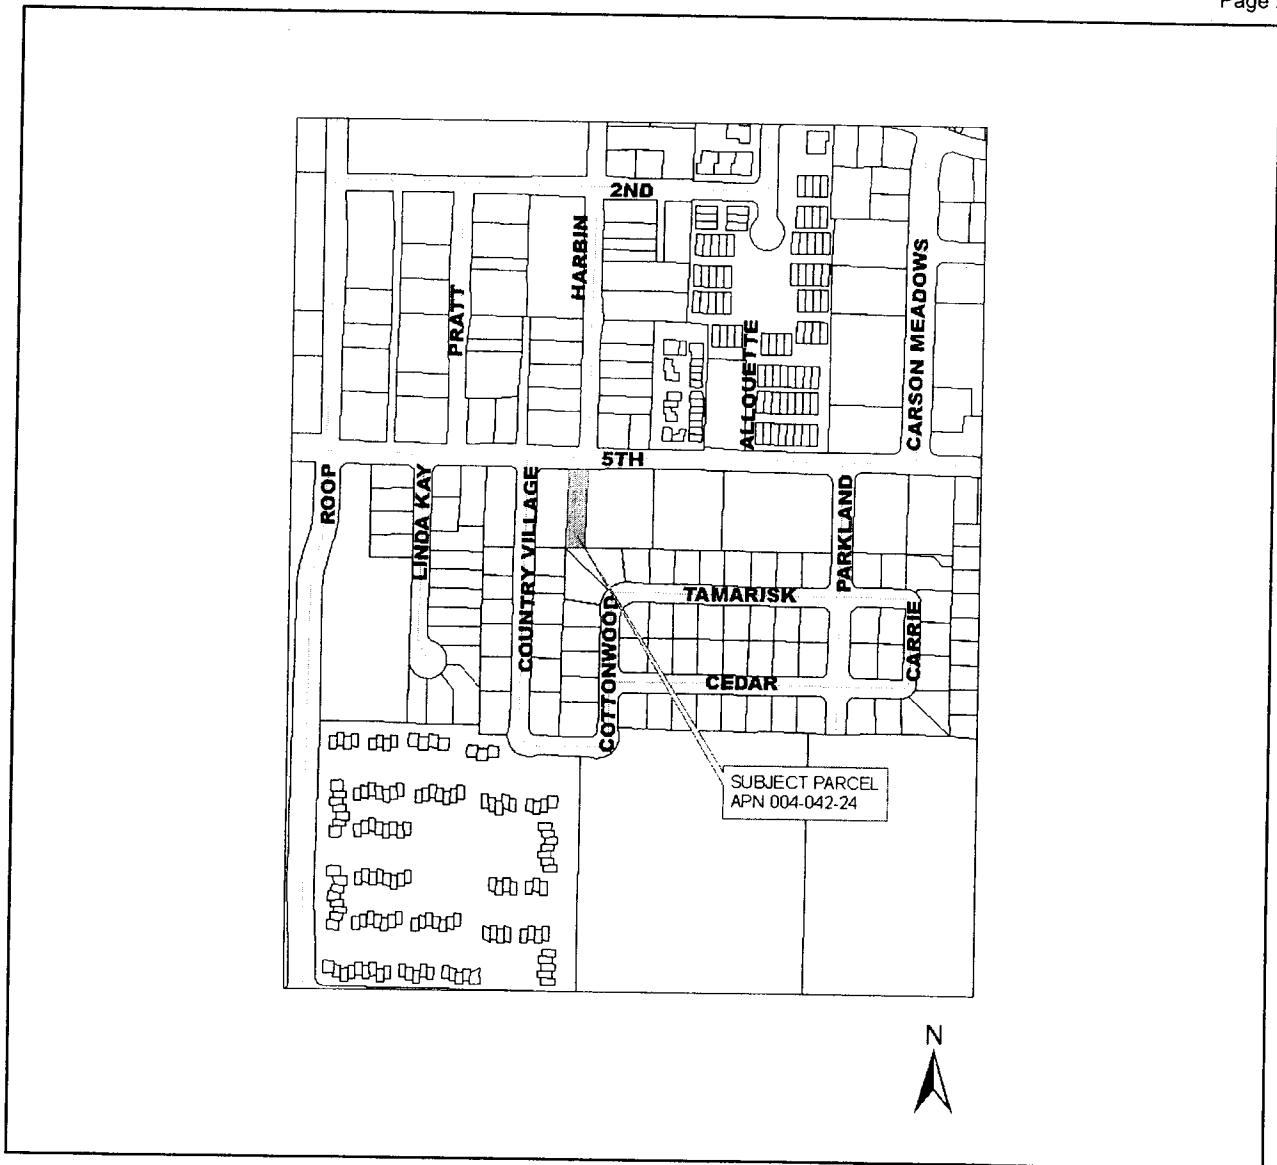 Page
2ND
HARBIN
PRATT
CARSON MEADOWS
ALLOUETTE
5TH
ROOP
LINDA KAY
COUNTRY VILLAGE
PARKLAND
TAMARISK
COTTONWOOD
CARRIE
CEDAR
SUBJECT PARCEL
APN 004-042-24
N